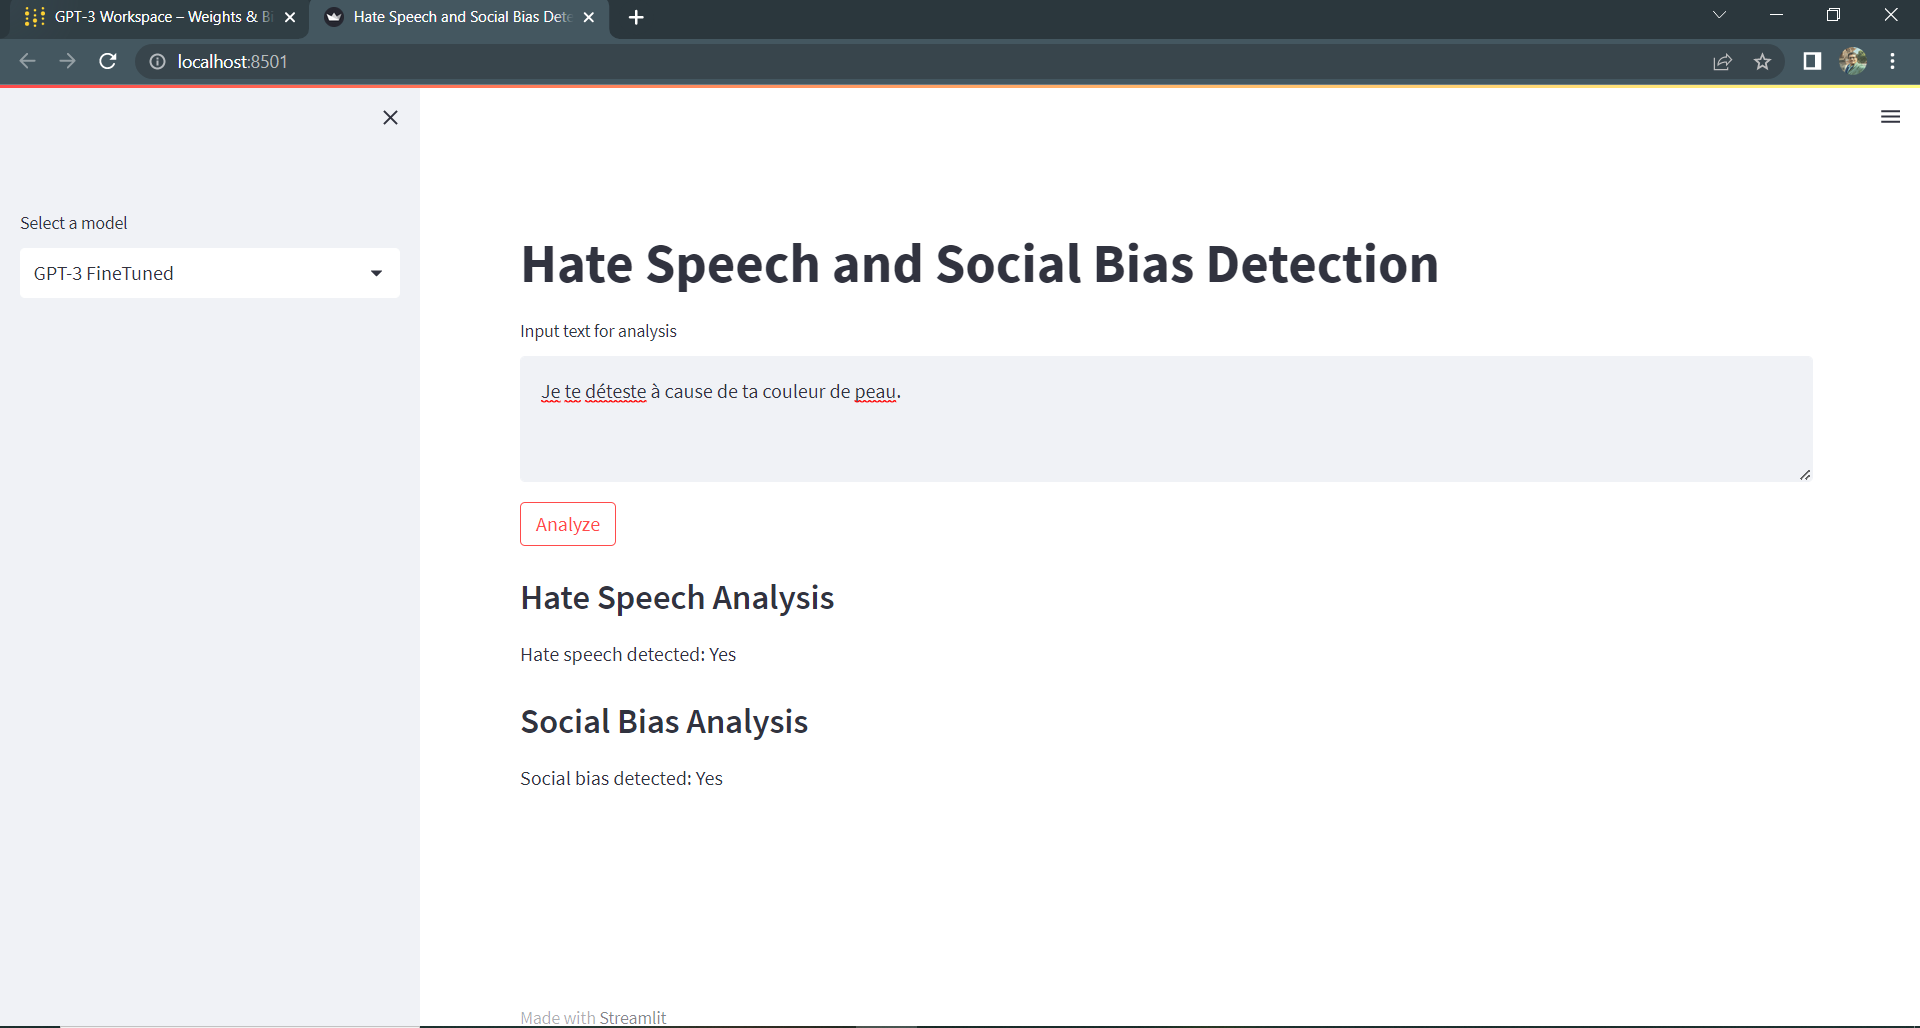 GPT-3 Workspace – Weights & Bi
Hate Speech and Social Bias Dete
localhost:8501
Select a model
GPT-3 FineTuned
Hate Speech and Social Bias Detection
Input text for analysis
Je te déteste à cause de ta couleur de peau.
Analyze
Hate Speech Analysis
Hate speech detected: Yes
Social Bias Analysis
Social bias detected: Yes
Made with Streamlit